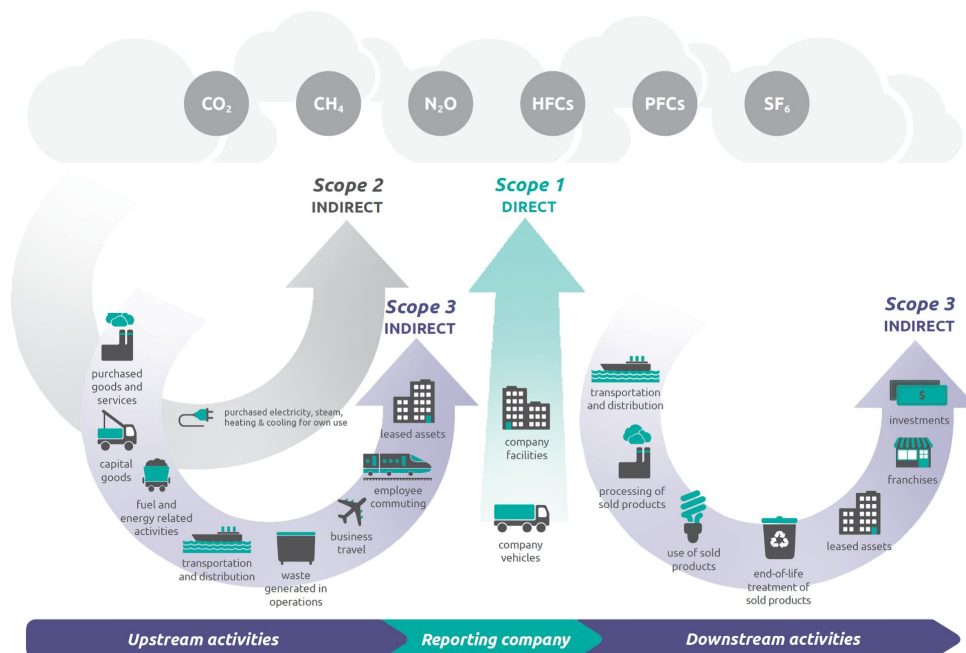 CO₂
CH₄
N₂O
HFCs
PFCs
SF₆
Scope 2
INDIRECT
Scope 1
DIRECT
Scope 3
INDIRECT
Scope 3
INDIRECT
purchased
goods and
services
capital
goods
fuel and
energy related
activities
purchased electricity, steam,
heating & cooling for own use
transportation
and distribution
waste
generated in
operations
business
travel
employee
commuting
leased assets
company
facilities
company
vehicles
transportation
and distribution
processing of
sold products
use of sold
products
end-of-life
treatment of
sold products
leased assets
franchises
$
investments
Upstream activities
Reporting company
Downstream activities